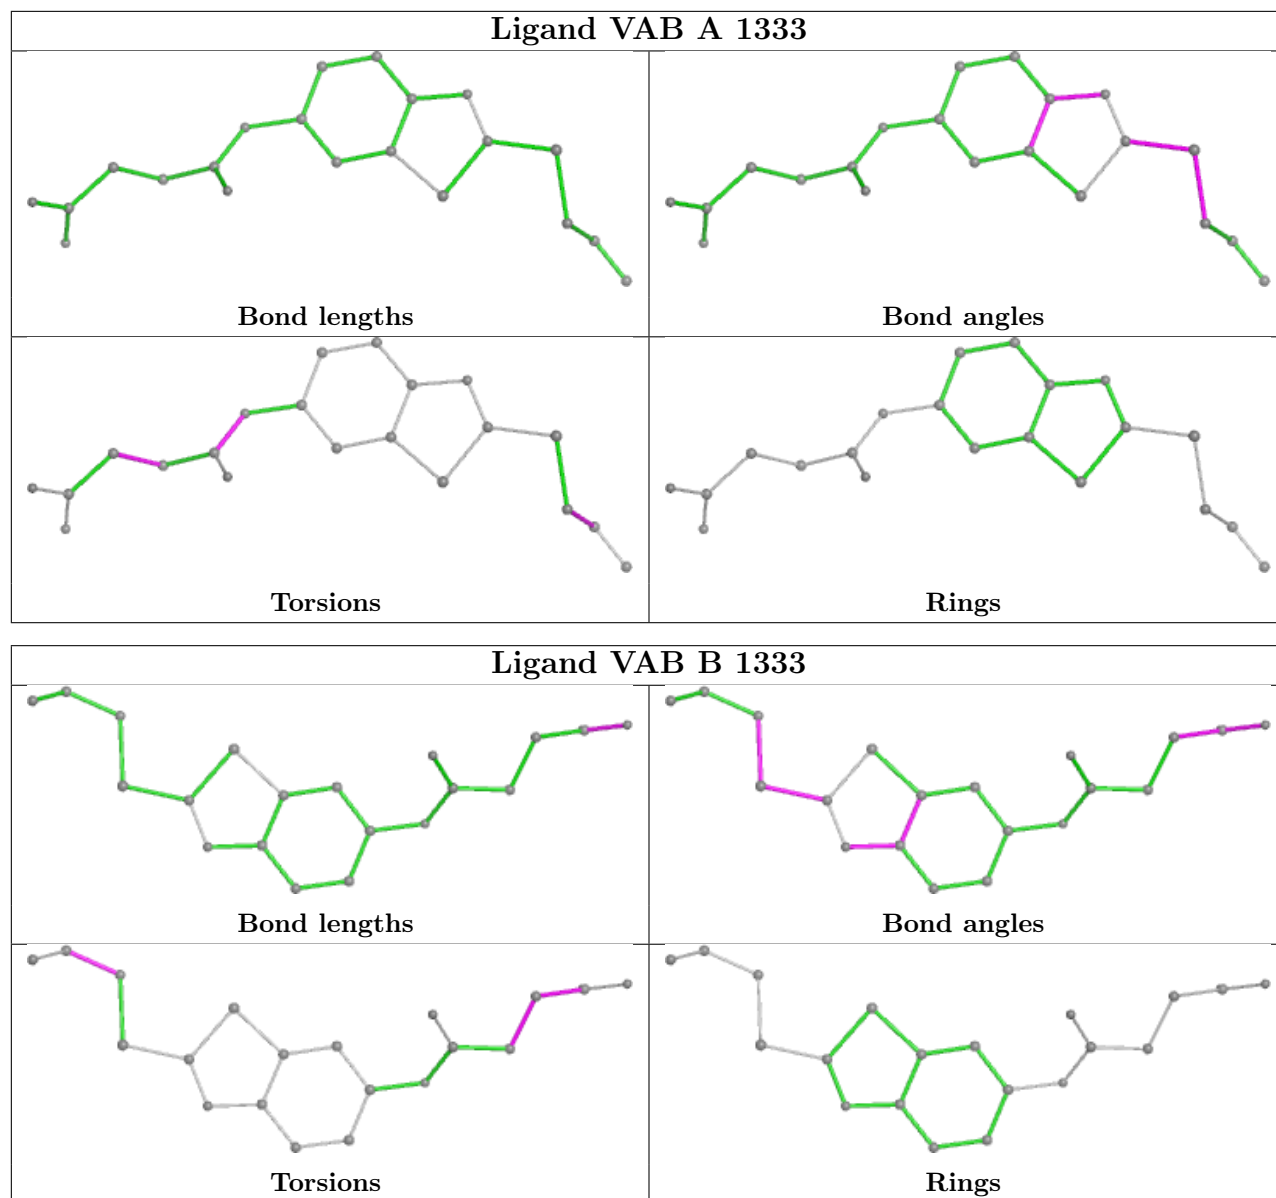 Ligand VAB A 1333
Bond lengths
Bond angles
Torsions
Rings
Ligand VAB B 1333
Bond lengths
Bond angles
Torsions
Rings